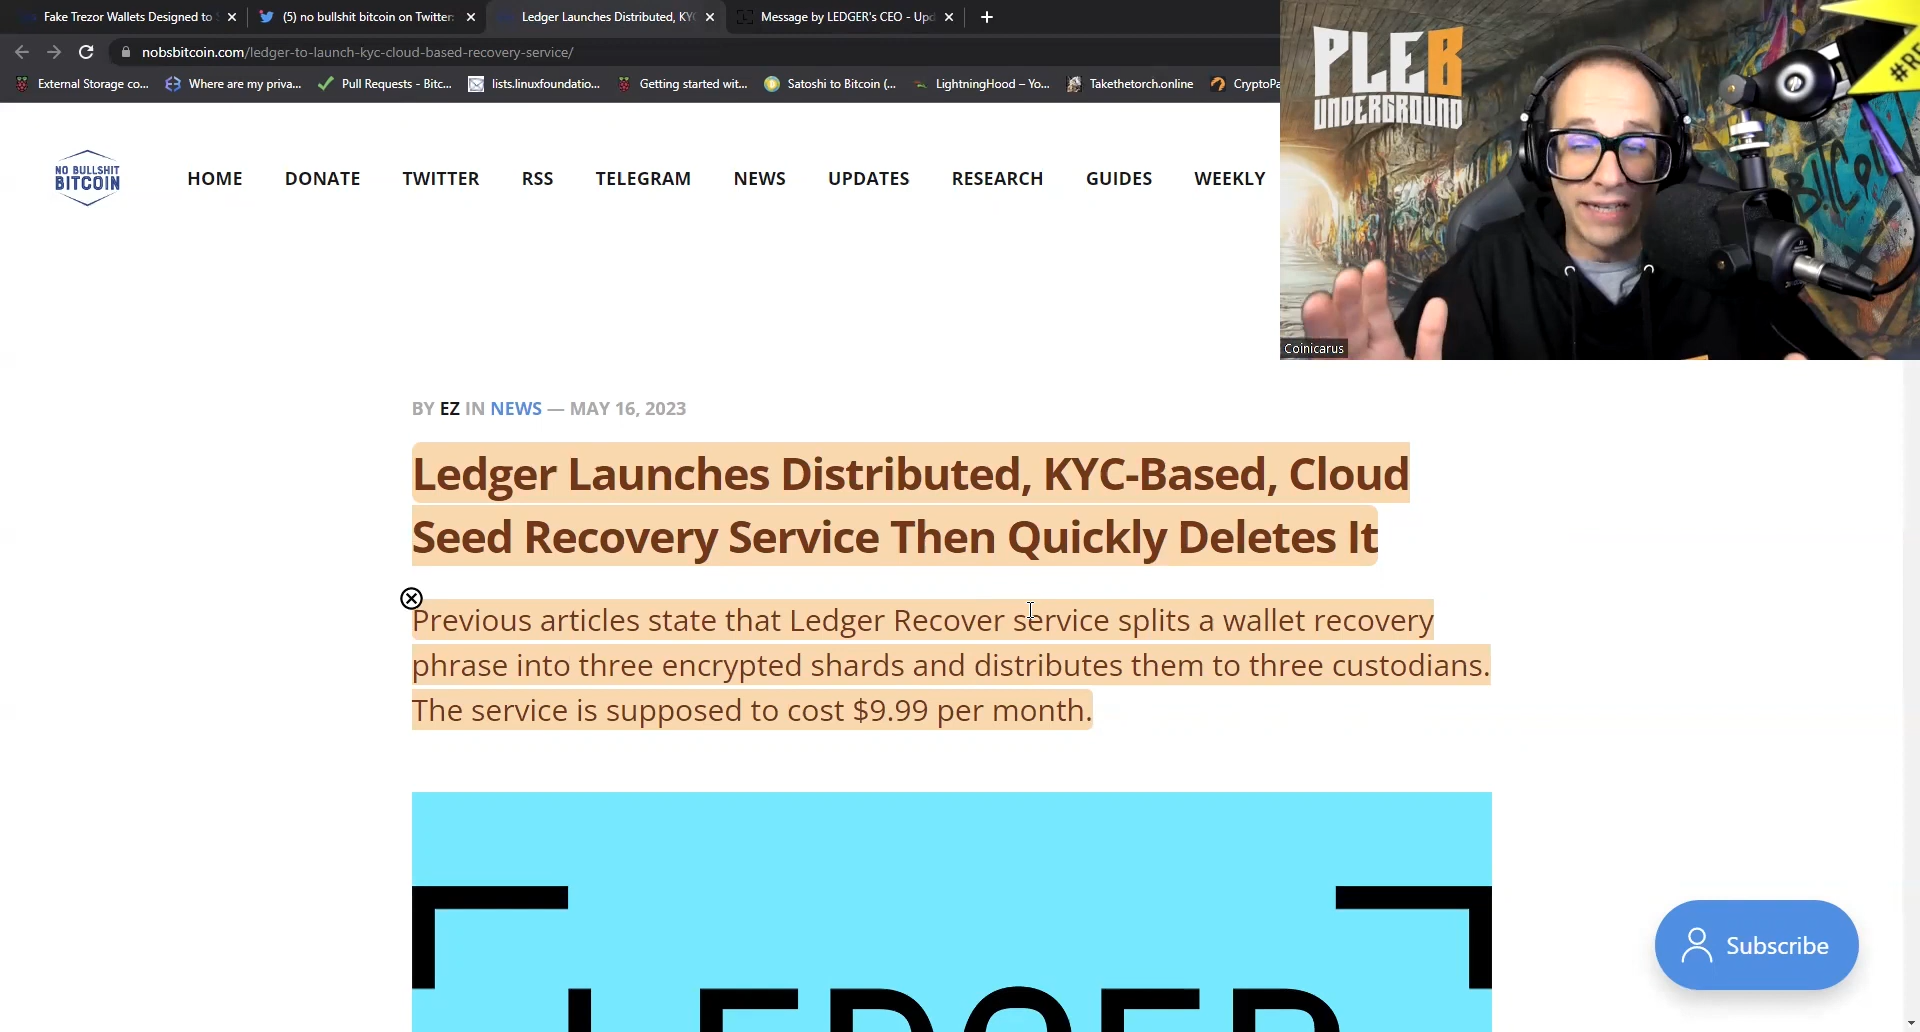 Fake Trezor Wallets Designed to
(5) no bullshit bitcoin on Twitter:
Ledger Launches Distributed, KYC
Message by LEDGER's CEO - Upd
nobsbitcoin.com/ledger-to-launch-kyc-cloud-based-recovery-service/
External Storage co...
Where are my priva...
Pull Requests - Bitc...
lists.linuxfoundatio...
Getting started wit...
Satoshi to Bitcoin (...
LightningHood – Yo...
Takethetorch.online
CryptoPa
PLEB
UNDERGROUND
BITCOIN
Coinicarus
NO BULLSHIT
BITCOIN
HOME
DONATE
TWITTER
RSS
TELEGRAM
NEWS
UPDATES
RESEARCH
GUIDES
WEEKLY
BY EZ IN NEWS — MAY 16, 2023
Ledger Launches Distributed, KYC-Based, Cloud
Seed Recovery Service Then Quickly Deletes It
Previous articles state that Ledger Recover service splits a wallet recovery
phrase into three encrypted shards and distributes them to three custodians.
The service is supposed to cost $9.99 per month.
LEDGER
Subscribe